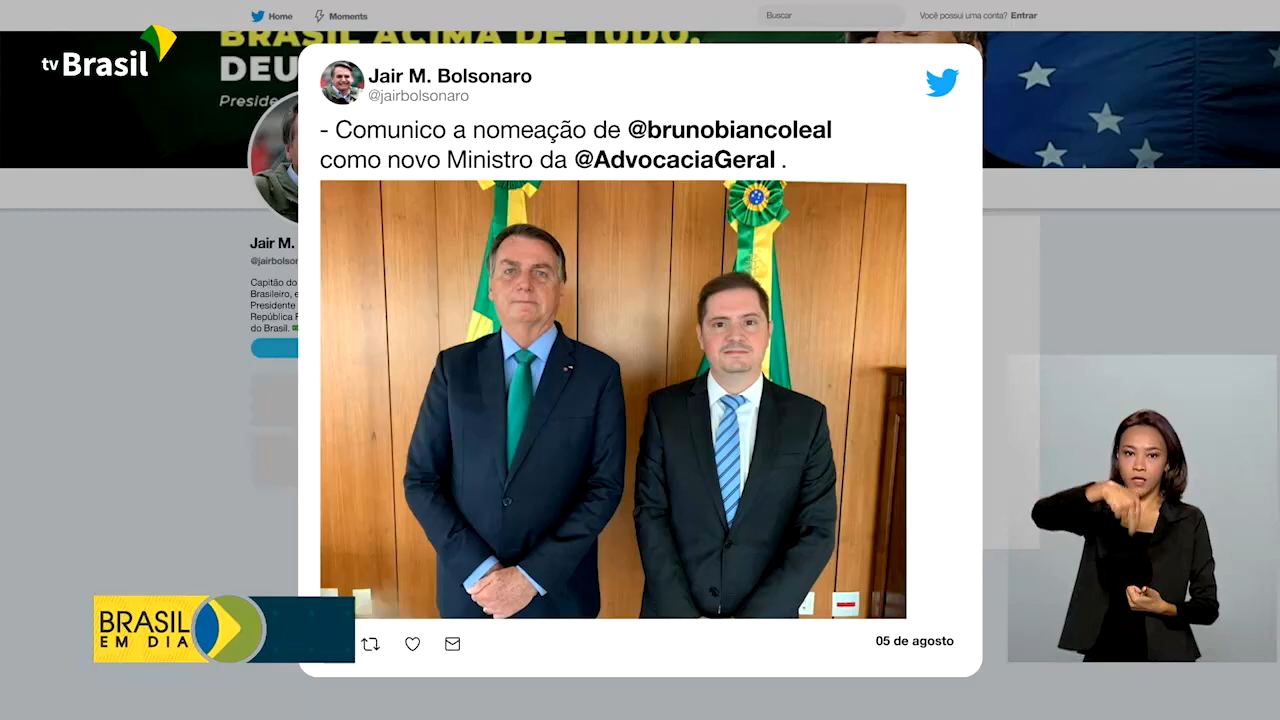 Home
Moments
Buscar
Você possui uma conta? Entrar
tv Brasil
BRASIL ACIMA DE TUDO,
DEU
Preside
Jair M. Bolsonaro
@jairbolsonaro
- Comunico a nomeação de @brunobiancoleal
como novo Ministro da @AdvocaciaGeral .
Jair M.
@jairbolsor
Capitão do
Brasileiro, e
Presidente
República F
do Brasil.
05 de agosto
BRASIL
EM DIA